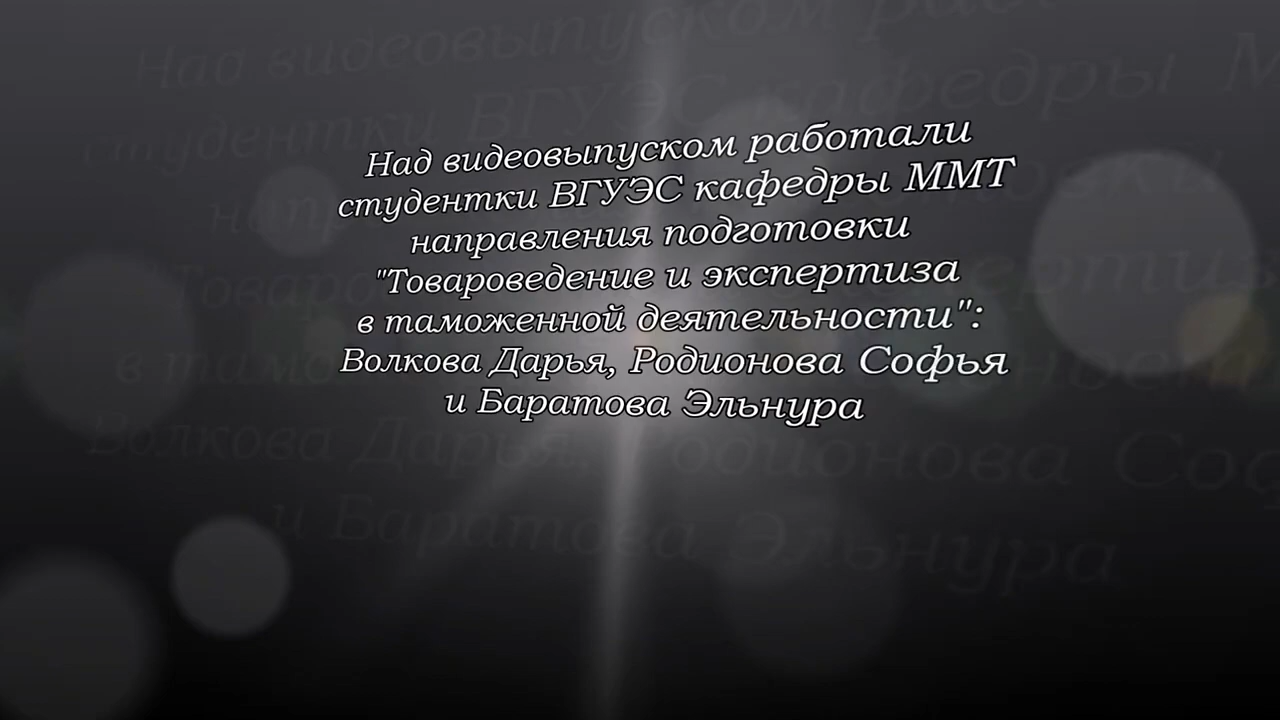 Над видеовыпуском работали
студентки ВГУЭС кафедры ММТ
направления подготовки
"Товароведение и экспертиза
в таможенной деятельности":
Волкова Дарья, Родионова Софья
и Баратова Эльнура